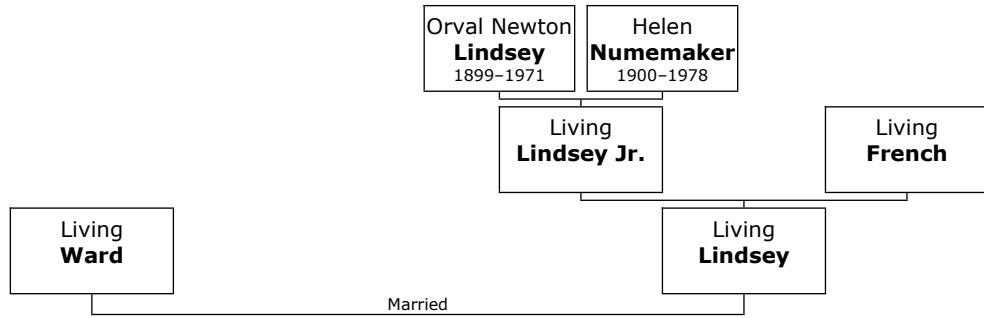 Orval Newton
Lindsey
1899–1971
Helen
Numemaker
1900–1978
Living
Lindsey Jr.
Living
French
Living
Ward
Living
Lindsey
Married